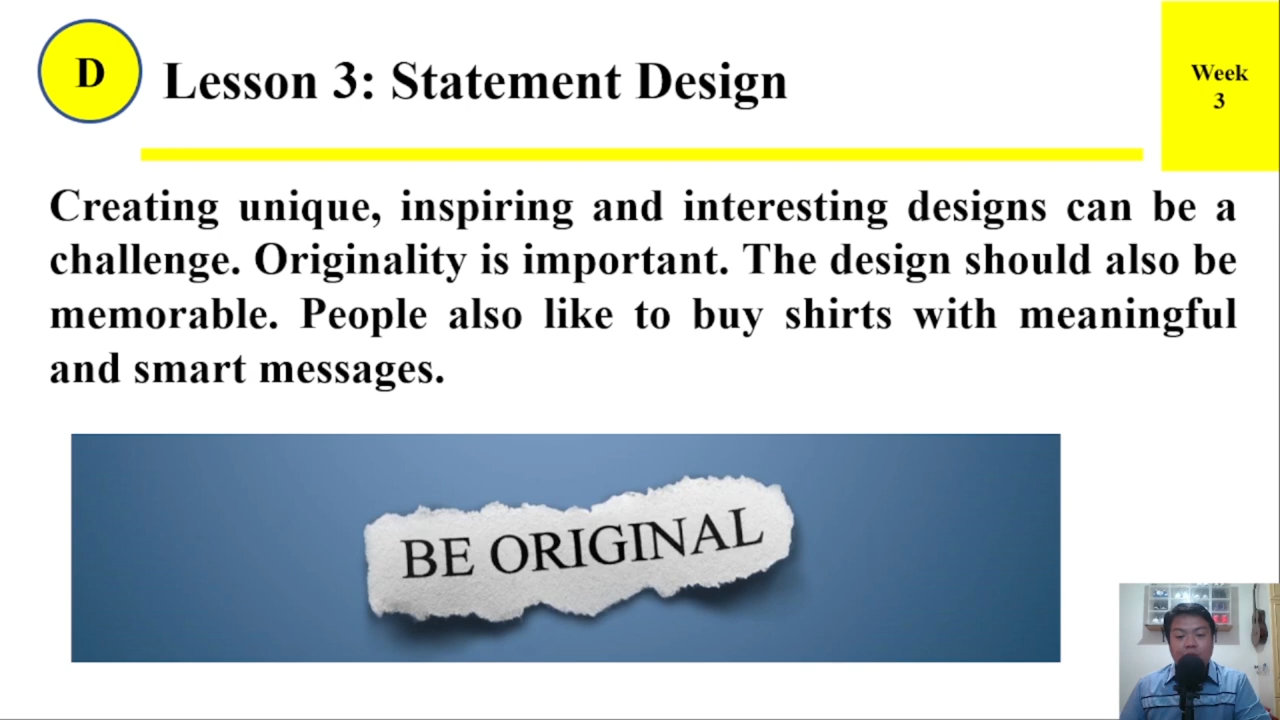 D
Lesson 3: Statement Design
Week
3
Creating unique, inspiring and interesting designs can be a
challenge. Originality is important. The design should also be
memorable. People also like to buy shirts with meaningful
and smart messages.
BE ORIGINAL